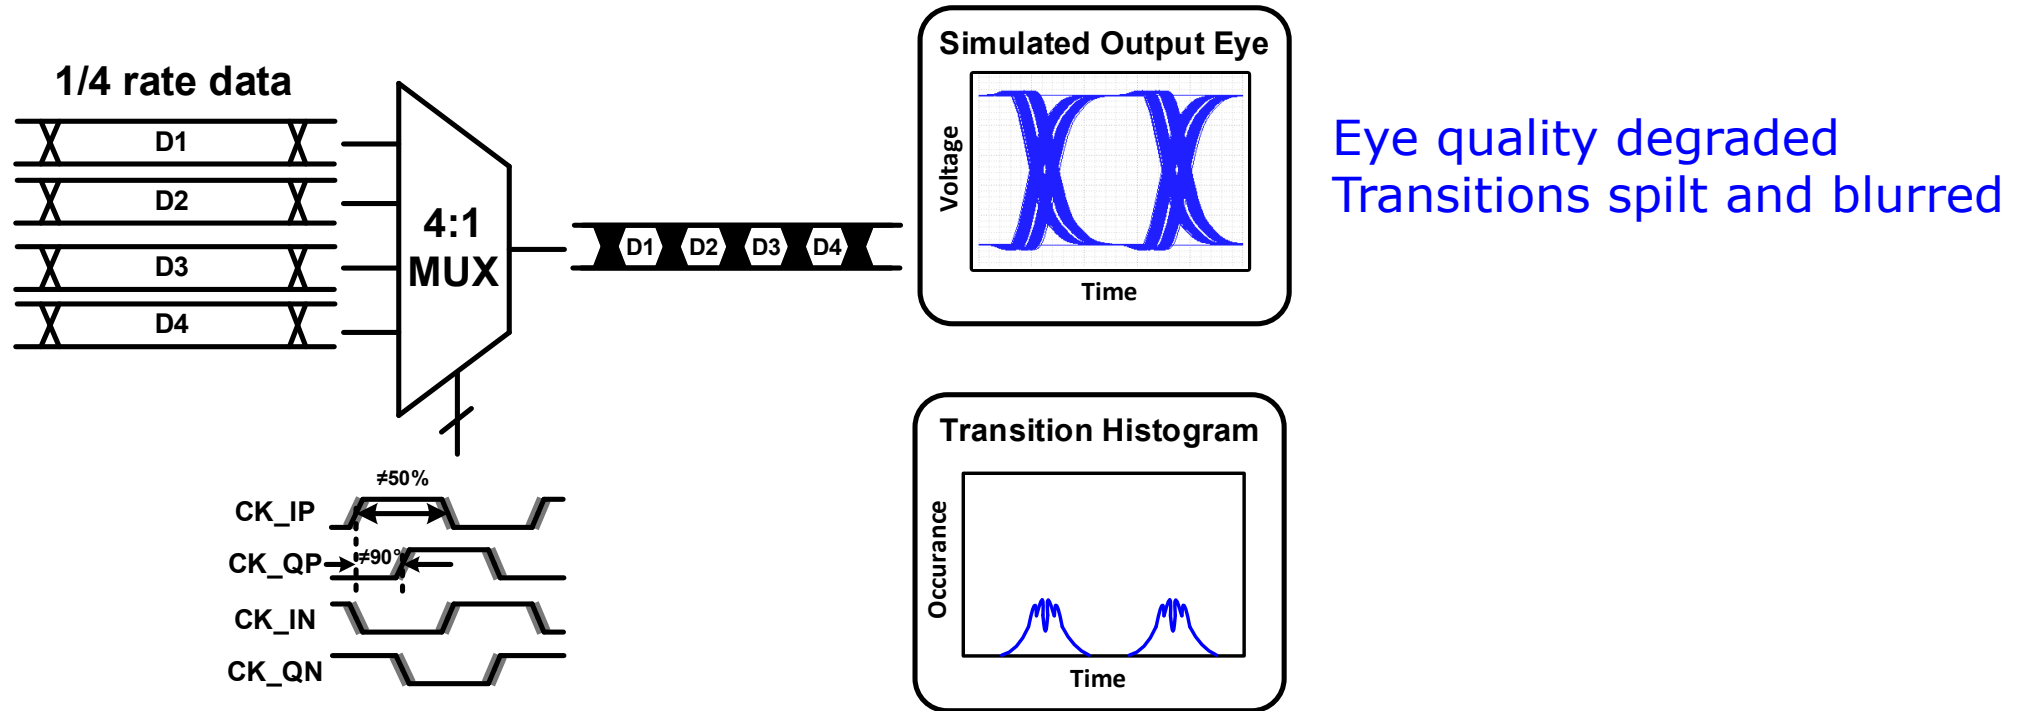 1/4 rate data
D1
D2
D3
D4
4:1
MUX
D1 D2 D3 D4
≠50%
CK_IP
CK_QP
≠90°
CK_IN
CK_QN
Simulated Output Eye
Voltage
Time
Eye quality degraded
Transitions spilt and blurred
Transition Histogram
Occurance
Time